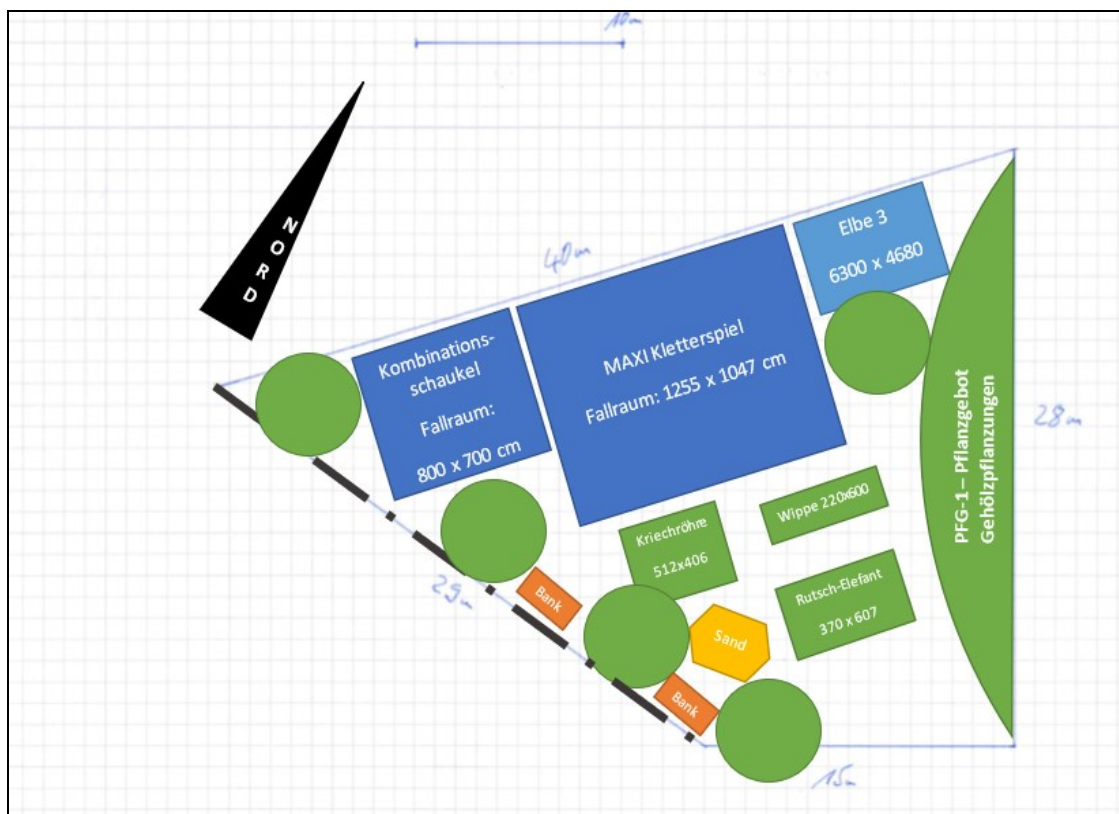 10m
NORD
40m
Elbe 3
6300 x 4680
Kombinations-
schaukel
Fallraum:
800 x 700 cm
MAXI Kletterspiel
Fallraum: 1255 x 1047 cm
28m
PFG-1 – Pflanzgebot
Gehölzpflanzungen
Wippe 220x600
Kriechröhre
512x406
Rutsch-Elefant
370 x 607
29m
Bank
Sand
Bank
15m